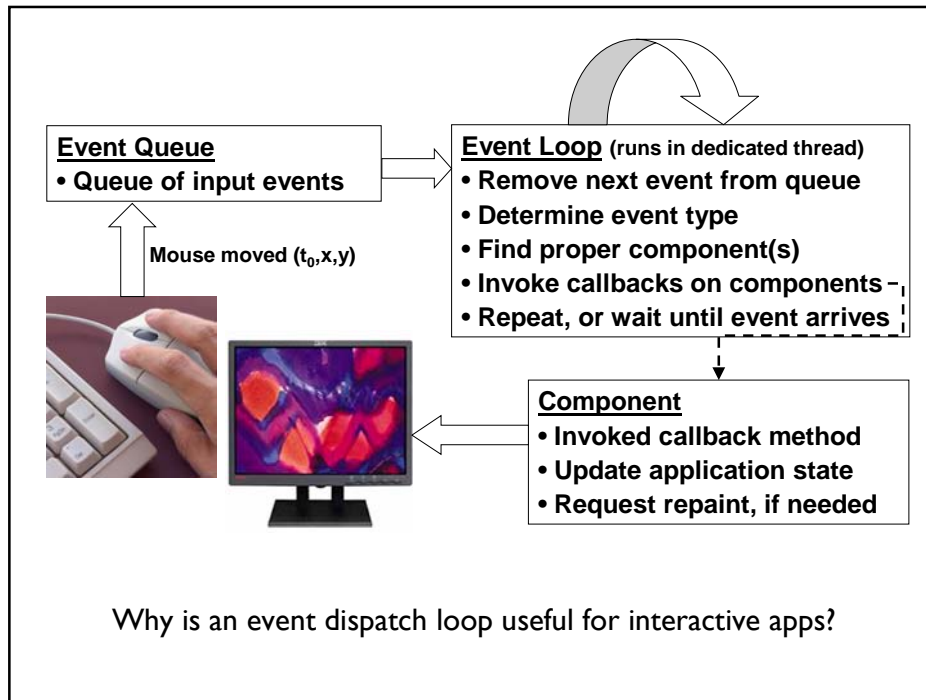 Event Queue
• Queue of input events
Mouse moved (t₀,x,y)
Event Loop (runs in dedicated thread)
• Remove next event from queue
• Determine event type
• Find proper component(s)
• Invoke callbacks on components
• Repeat, or wait until event arrives
Component
• Invoked callback method
• Update application state
• Request repaint, if needed
Why is an event dispatch loop useful for interactive apps?